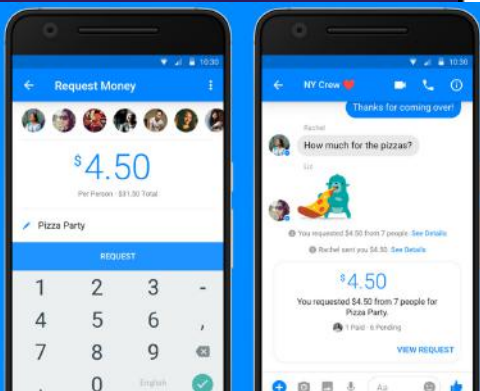 10:30
Request Money
$4.50
Per Person · $31.50 Total
Pizza Party
REQUEST
1 2 3 -
4 5 6 ,
7 8 9
. 0 English
10:30
NY Crew
Thanks for coming over!
Rachel
How much for the pizzas?
Liz
You requested $4.50 from 7 people. See Details
Rachel sent you $4.50. See Details
$4.50
You requested $4.50 from 7 people for
Pizza Party.
1 Paid · 6 Pending
VIEW REQUEST
Aa